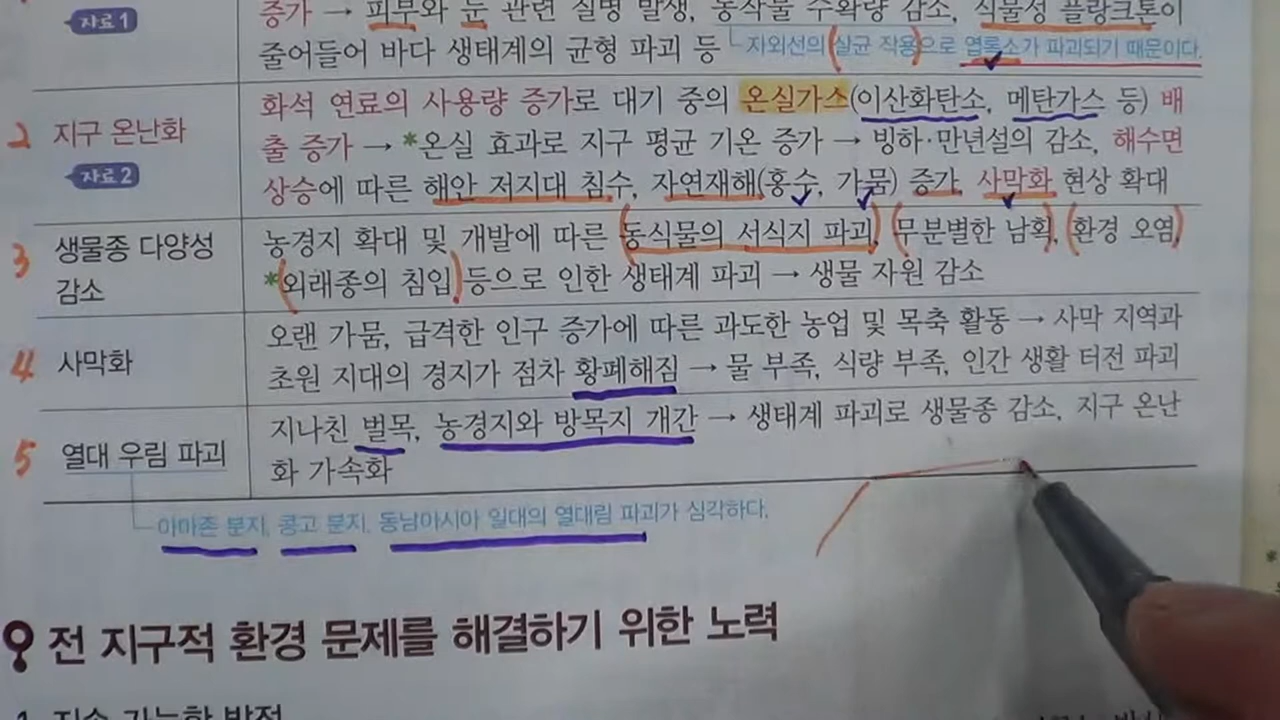 증가 → 피부와 눈 관련 질병 발생, 농작물 수확량 감소, 식물성 플랑크톤이
자료1
줄어들어 바다 생태계의 균형 파괴 등 자외선의 살균 작용으로 엽록소가 파괴되기 때문이다.
2 지구 온난화
자료2
화석 연료의 사용량 증가로 대기 중의 온실가스(이산화탄소, 메탄가스 등) 배
출 증가 → *온실 효과로 지구 평균 기온 증가 → 빙하·만년설의 감소, 해수면
상승에 따른 해안 저지대 침수, 자연재해(홍수, 가뭄) 증가, 사막화 현상 확대
3 생물종 다양성
감소
농경지 확대 및 개발에 따른 동식물의 서식지 파괴, 무분별한 남획, 환경 오염,
*외래종의 침입 등으로 인한 생태계 파괴 → 생물 자원 감소
4 사막화
오랜 가뭄, 급격한 인구 증가에 따른 과도한 농업 및 목축 활동 → 사막 지역과
초원 지대의 경지가 점차 황폐해짐 → 물 부족, 식량 부족, 인간 생활 터전 파괴
5 열대 우림 파괴
지나친 벌목, 농경지와 방목지 개간 → 생태계 파괴로 생물종 감소, 지구 온난
화 가속화
아마존 분지, 콩고 분지, 동남아시아 일대의 열대림 파괴가 심각하다.
전 지구적 환경 문제를 해결하기 위한 노력
1 지속 가능한 발전